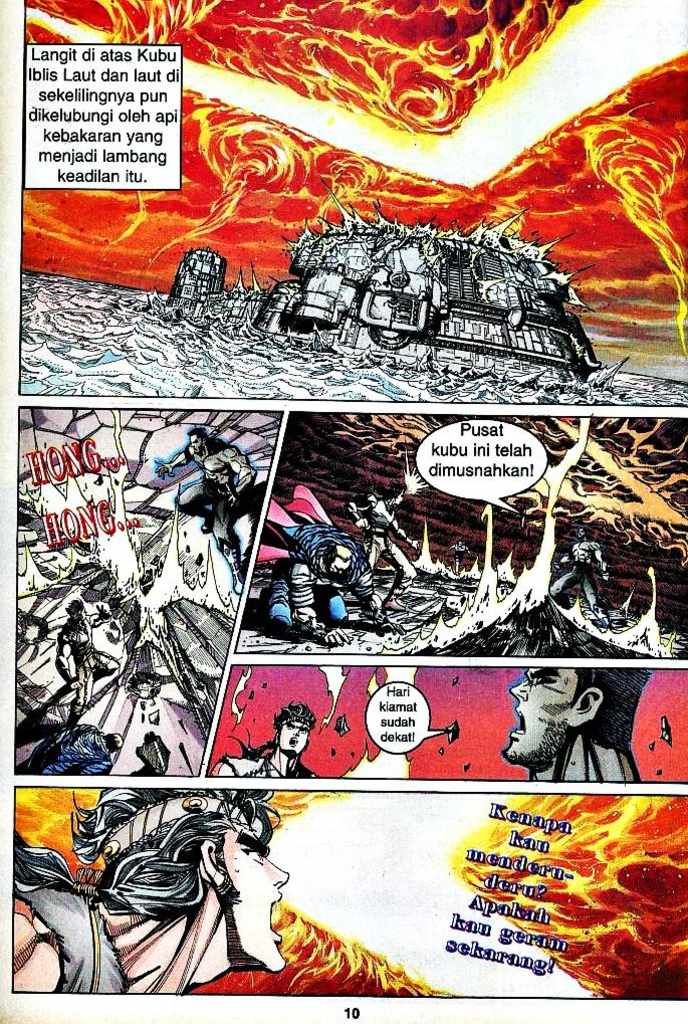 Langit di atas Kubu
Iblis Laut dan laut di
sekelilingnya pun
dikelubungi oleh api
kebakaran yang
menjadi lambang
keadilan itu.
HONG...
HONG...
Pusat
kubu ini telah
dimusnahkan!
Hari
kiamat
sudah
dekat!
Kenapa
kau
menderu-
deru?
Apakah
kau geram
sekarang!
10